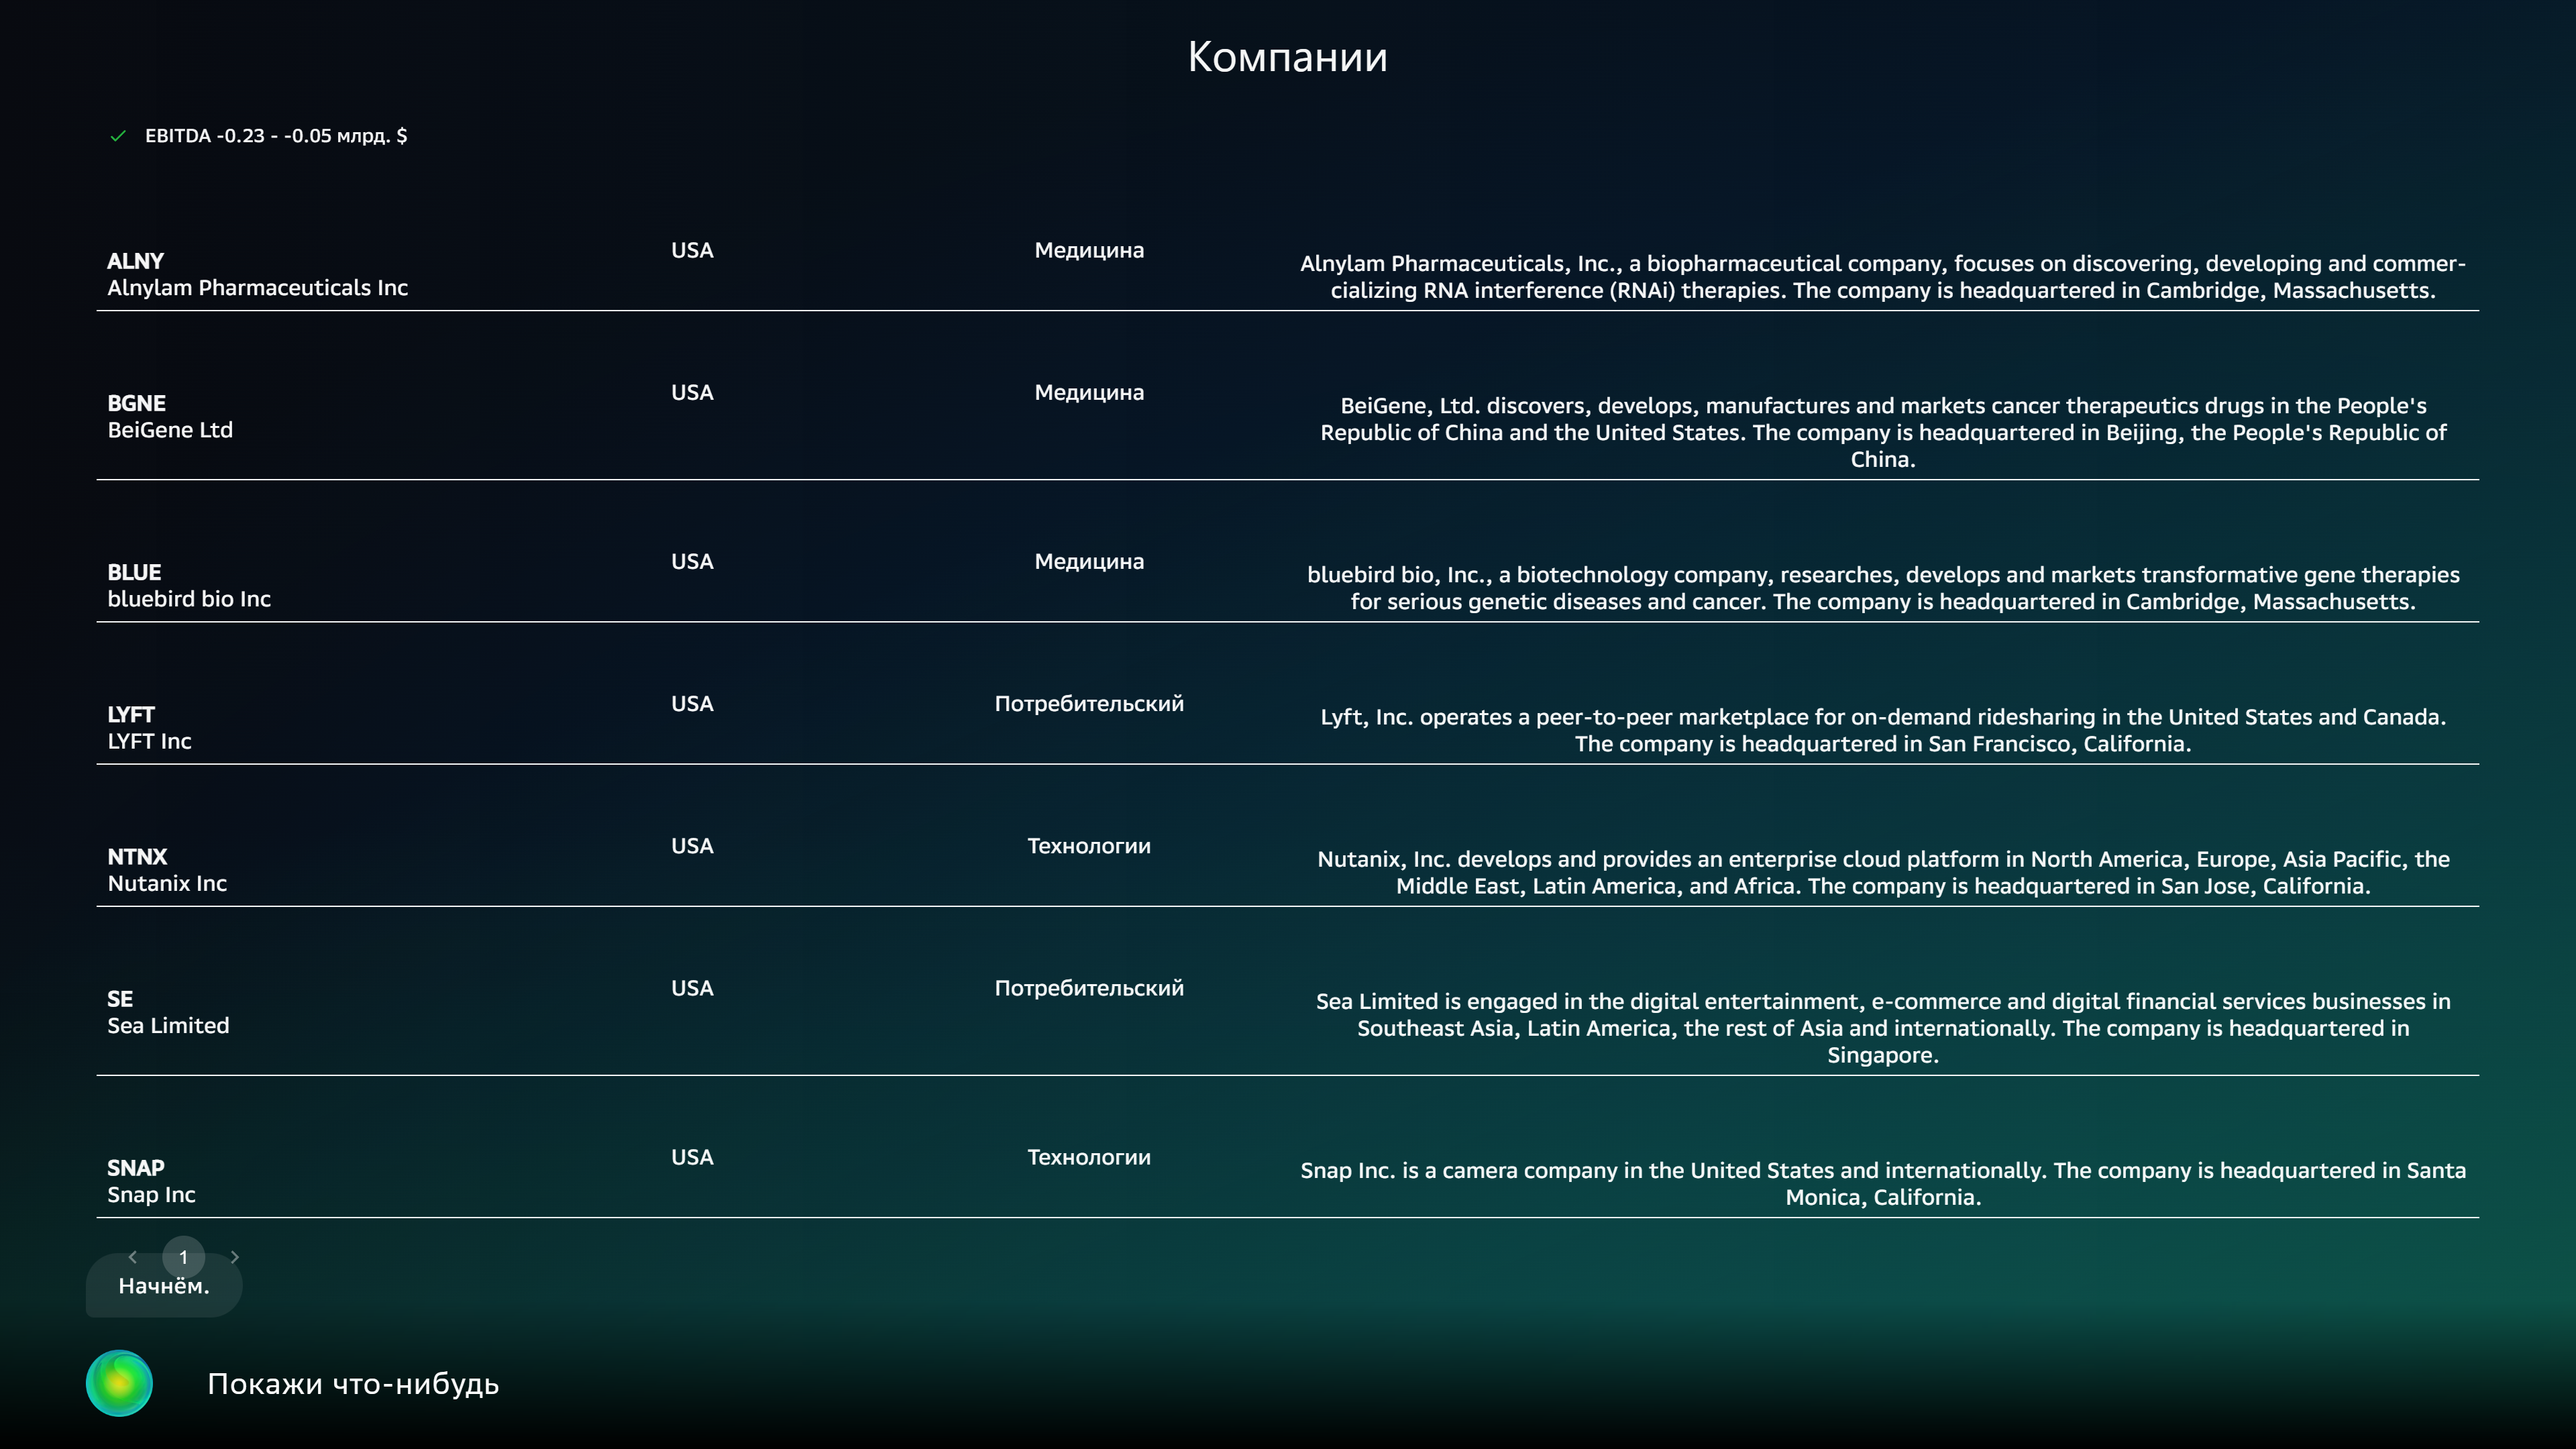 Компании
EBITDA -0.23 - -0.05 млрд. $
ALNY
Alnylam Pharmaceuticals Inc
USA
Медицина
Alnylam Pharmaceuticals, Inc., a biopharmaceutical company, focuses on discovering, developing and commer-
cializing RNA interference (RNAi) therapies. The company is headquartered in Cambridge, Massachusetts.
BGNE
BeiGene Ltd
USA
Медицина
BeiGene, Ltd. discovers, develops, manufactures and markets cancer therapeutics drugs in the People's
Republic of China and the United States. The company is headquartered in Beijing, the People's Republic of
China.
BLUE
bluebird bio Inc
USA
Медицина
bluebird bio, Inc., a biotechnology company, researches, develops and markets transformative gene therapies
for serious genetic diseases and cancer. The company is headquartered in Cambridge, Massachusetts.
LYFT
LYFT Inc
USA
Потребительский
Lyft, Inc. operates a peer-to-peer marketplace for on-demand ridesharing in the United States and Canada.
The company is headquartered in San Francisco, California.
NTNX
Nutanix Inc
USA
Технологии
Nutanix, Inc. develops and provides an enterprise cloud platform in North America, Europe, Asia Pacific, the
Middle East, Latin America, and Africa. The company is headquartered in San Jose, California.
SE
Sea Limited
USA
Потребительский
Sea Limited is engaged in the digital entertainment, e-commerce and digital financial services businesses in
Southeast Asia, Latin America, the rest of Asia and internationally. The company is headquartered in
Singapore.
SNAP
Snap Inc
USA
Технологии
Snap Inc. is a camera company in the United States and internationally. The company is headquartered in Santa
Monica, California.
1
Начнём.
Покажи что-нибудь